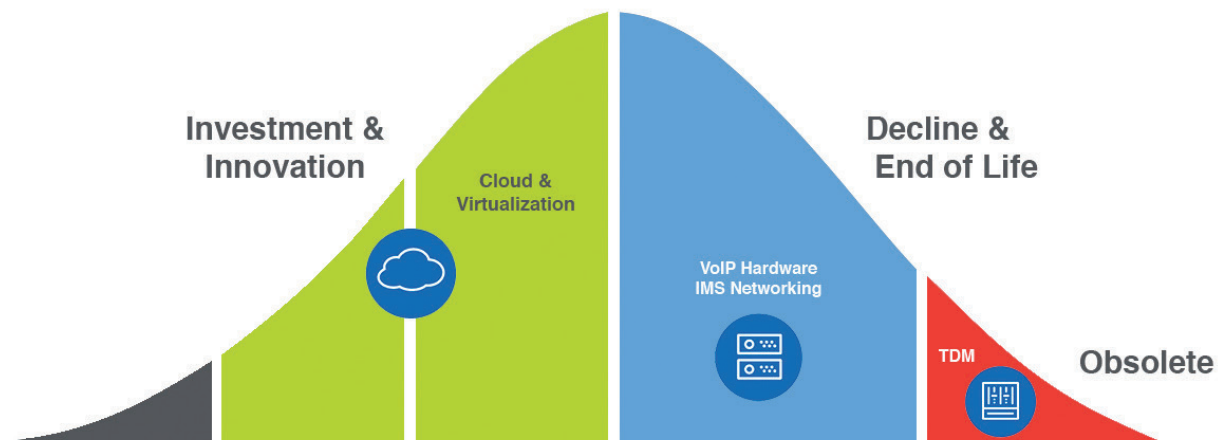 Investment &
Innovation
Cloud &
Virtualization
Decline &
End of Life
VoIP Hardware
IMS Networking
TDM
Obsolete